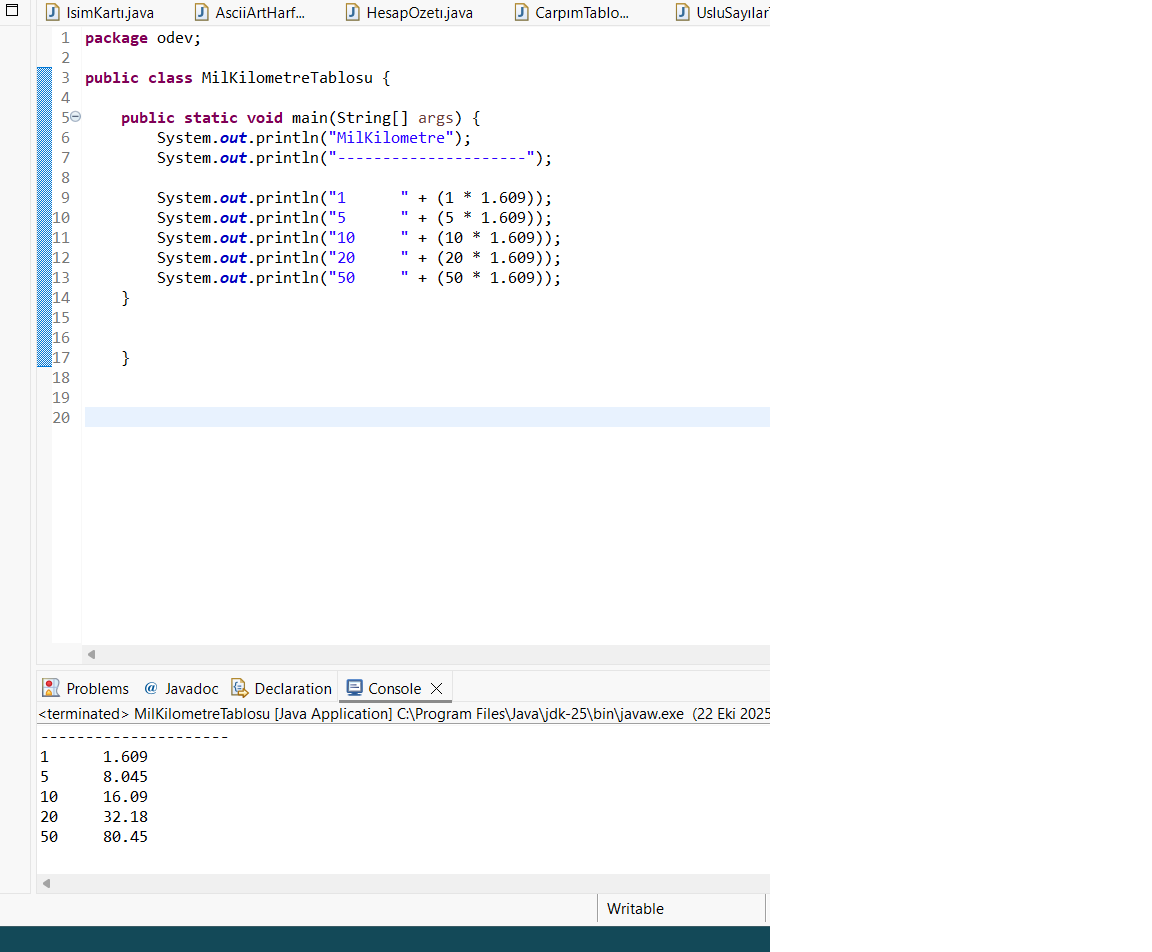 IsimKartı.java AsciiArtHarf... HesapOzetı.java CarpımTablo... UsluSayılar
1 package odev;
2
3 public class MilKilometreTablosu {
4
5 public static void main(String[] args) {
6 System.out.println("MilKilometre");
7 System.out.println("---------------------");
8
9 System.out.println("1      " + (1 * 1.609));
10 System.out.println("5      " + (5 * 1.609));
11 System.out.println("10     " + (10 * 1.609));
12 System.out.println("20     " + (20 * 1.609));
13 System.out.println("50     " + (50 * 1.609));
14 }
15
16
17 }
18
19
20
Problems @ Javadoc Declaration Console
<terminated> MilKilometreTablosu [Java Application] C:\Program Files\Java\jdk-25\bin\javaw.exe (22 Eki 2025
---------------------
1      1.609
5      8.045
10     16.09
20     32.18
50     80.45
Writable